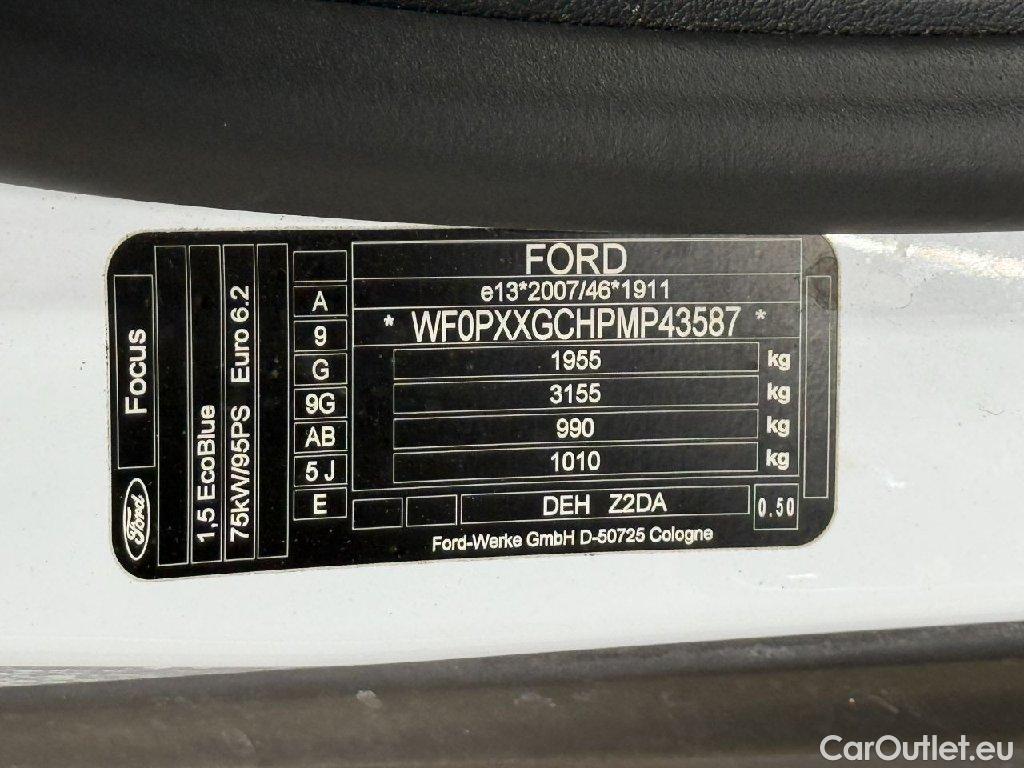 FORD
e13*2007/46*1911
* WF0PXXGCHPMP43587 *
1955 kg
3155 kg
990 kg
1010 kg
DEH Z2DA 0.50
Ford-Werke GmbH D-50725 Cologne
A
9
G
9G
AB
5J
E
Focus
Ford
1,5 EcoBlue
75kW/95PS Euro 6.2
CarOutlet.eu